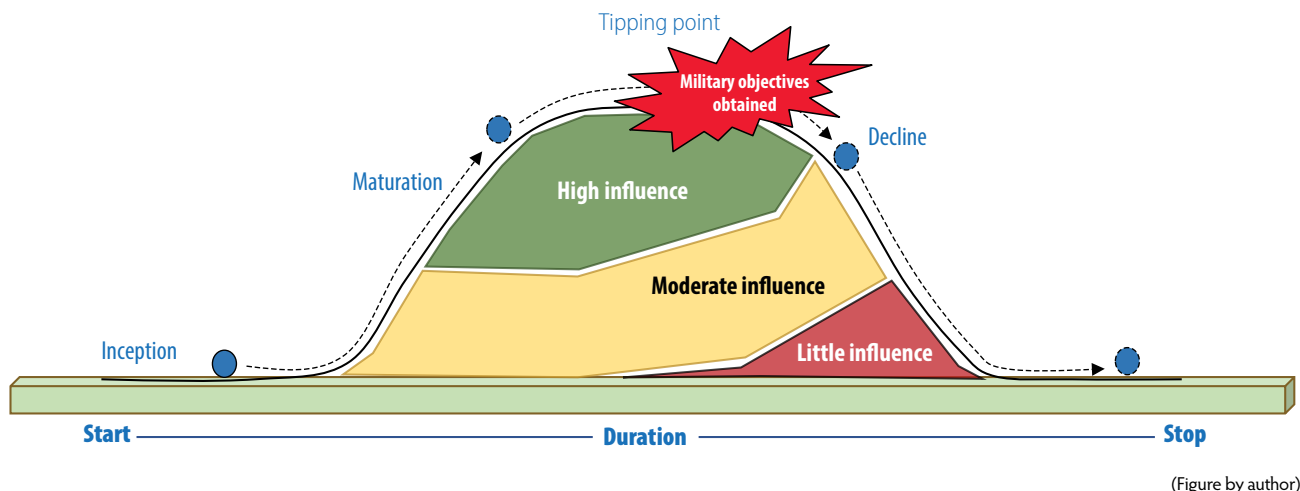 Tipping point
Military objectives
obtained
Decline
Maturation
High influence
Moderate influence
Inception
Little influence
Start
Duration
Stop
(Figure by author)